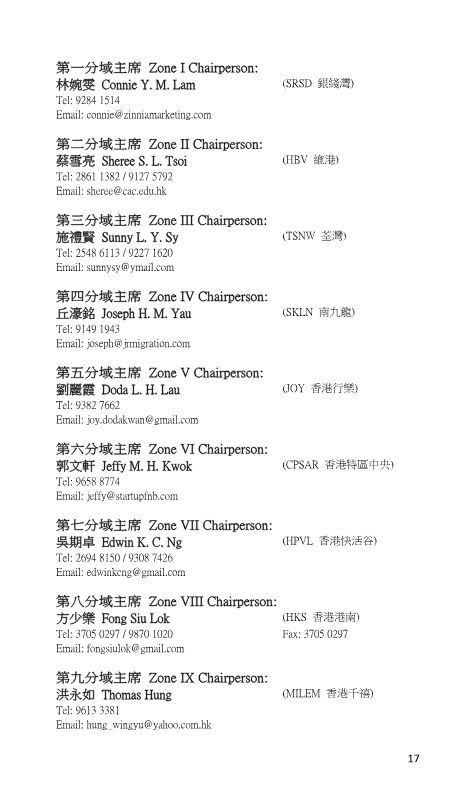 第一分域主席 Zone I Chairperson:
林婉雯 Connie Y. M. Lam (SRSD 銀綫灣)
Tel: 9284 1514
Email: connie@zinniamarketing.com
第二分域主席 Zone II Chairperson:
蔡雪亮 Sheree S. L. Tsoi (HBV 維港)
Tel: 2861 1382 / 9127 5792
Email: sheree@cac.edu.hk
第三分域主席 Zone III Chairperson:
施禮賢 Sunny L. Y. Sy (TSNW 荃灣)
Tel: 2548 6113 / 9227 1620
Email: sunnysy@ymail.com
第四分域主席 Zone IV Chairperson:
丘濠銘 Joseph H. M. Yau (SKLN 南九龍)
Tel: 9149 1943
Email: joseph@jrmigration.com
第五分域主席 Zone V Chairperson:
劉麗霞 Doda L. H. Lau (JOY 香港行樂)
Tel: 9382 7662
Email: joy.dodakwan@gmail.com
第六分域主席 Zone VI Chairperson:
郭文軒 Jeffy M. H. Kwok (CPSAR 香港特區中央)
Tel: 9658 8774
Email: jeffy@startupfnb.com
第七分域主席 Zone VII Chairperson:
吳期卓 Edwin K. C. Ng (HPVL 香港快活谷)
Tel: 2694 8150 / 9308 7426
Email: edwinkcng@gmail.com
第八分域主席 Zone VIII Chairperson:
方少樂 Fong Siu Lok (HKS 香港港南)
Tel: 3705 0297 / 9870 1020 Fax: 3705 0297
Email: fongsiulok@gmail.com
第九分域主席 Zone IX Chairperson:
洪永如 Thomas Hung (MILEM 香港千禧)
Tel: 9613 3381
Email: hung_wingyu@yahoo.com.hk
17